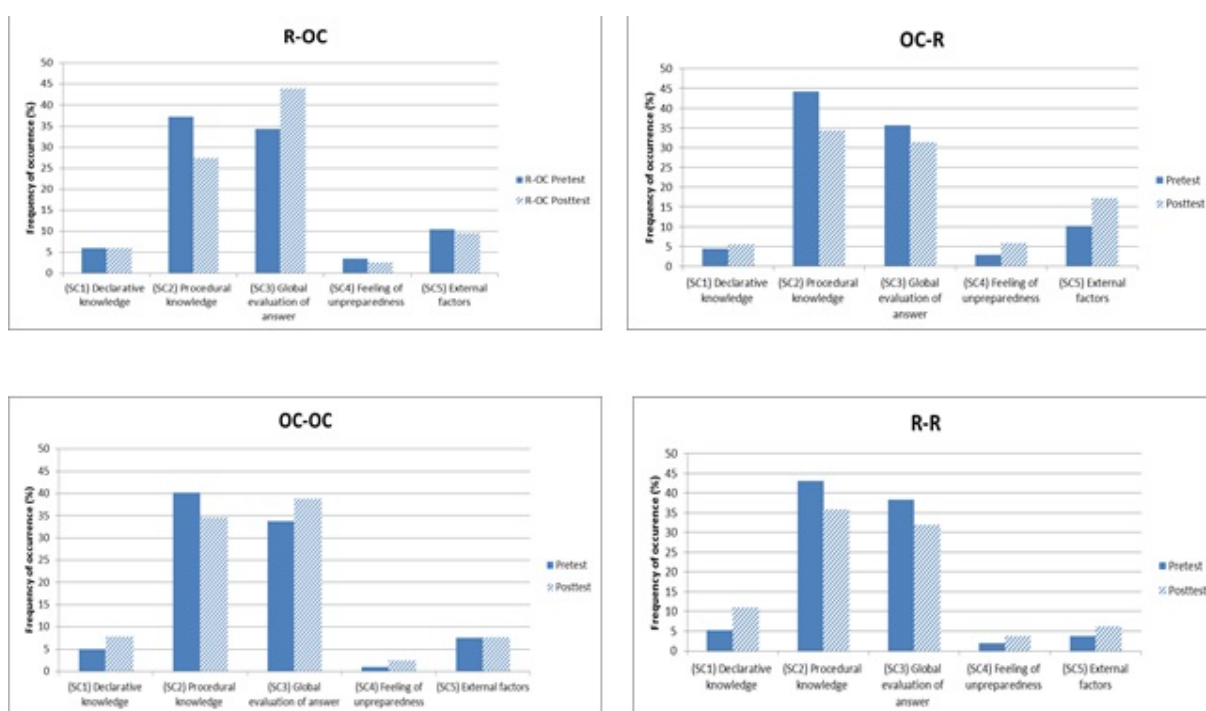 R-OC
50
45
40
35
30
25
20
15
10
5
0
Frequency of occurrence (%)
(SC1) Declarative knowledge
(SC2) Procedural knowledge
(SC3) Global evaluation of answer
(SC4) Feeling of unpreparedness
(SC5) External factors
R-OC Pretest
R-OC Posttest
OC-R
50
45
40
35
30
25
20
15
10
5
0
Frequency of occurrence (%)
(SC1) Declarative knowledge
(SC2) Procedural knowledge
(SC3) Global evaluation of answer
(SC4) Feeling of unpreparedness
(SC5) External factors
Pretest
Posttest
OC-OC
50
45
40
35
30
25
20
15
10
5
0
Frequency of occurrence (%)
(SC1) Declarative knowledge
(SC2) Procedural knowledge
(SC3) Global evaluation of answer
(SC4) Feeling of unpreparedness
(SC5) External factors
Pretest
Posttest
R-R
50
45
40
35
30
25
20
15
10
5
0
Frequency of occurrence (%)
(SC1) Declarative knowledge
(SC2) Procedural knowledge
(SC3) Global evaluation of answer
(SC4) Feeling of unpreparedness
(SC5) External factors
Pretest
Posttest